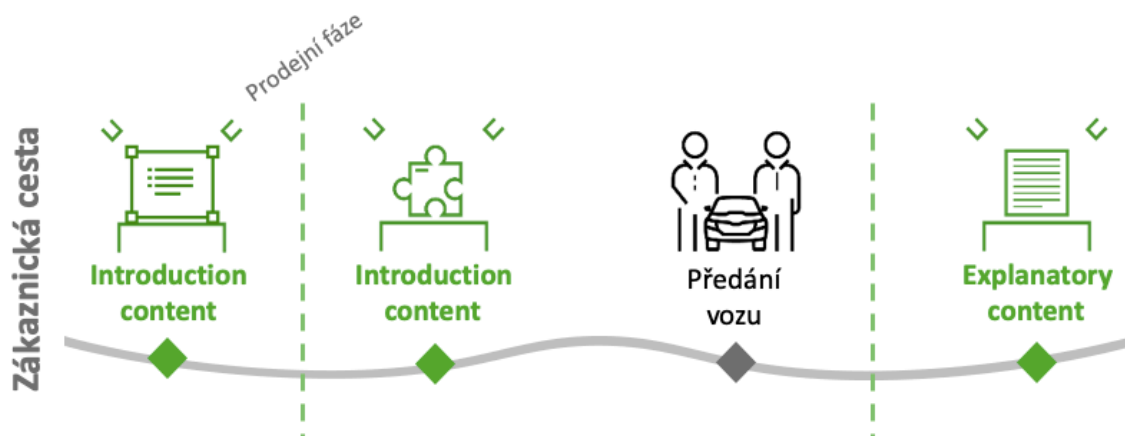 Zákaznická cesta
Prodejní fáze
Introduction
content
Introduction
content
Předání
vozu
Explanatory
content